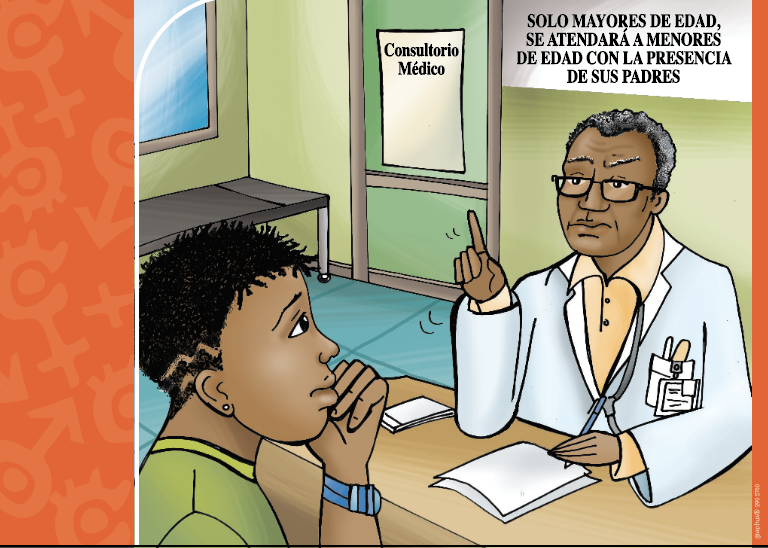 SOLO MAYORES DE EDAD,
SE ATENDARÁ A MENORES
DE EDAD CON LA PRESENCIA
DE SUS PADRES
Consultorio
Médico